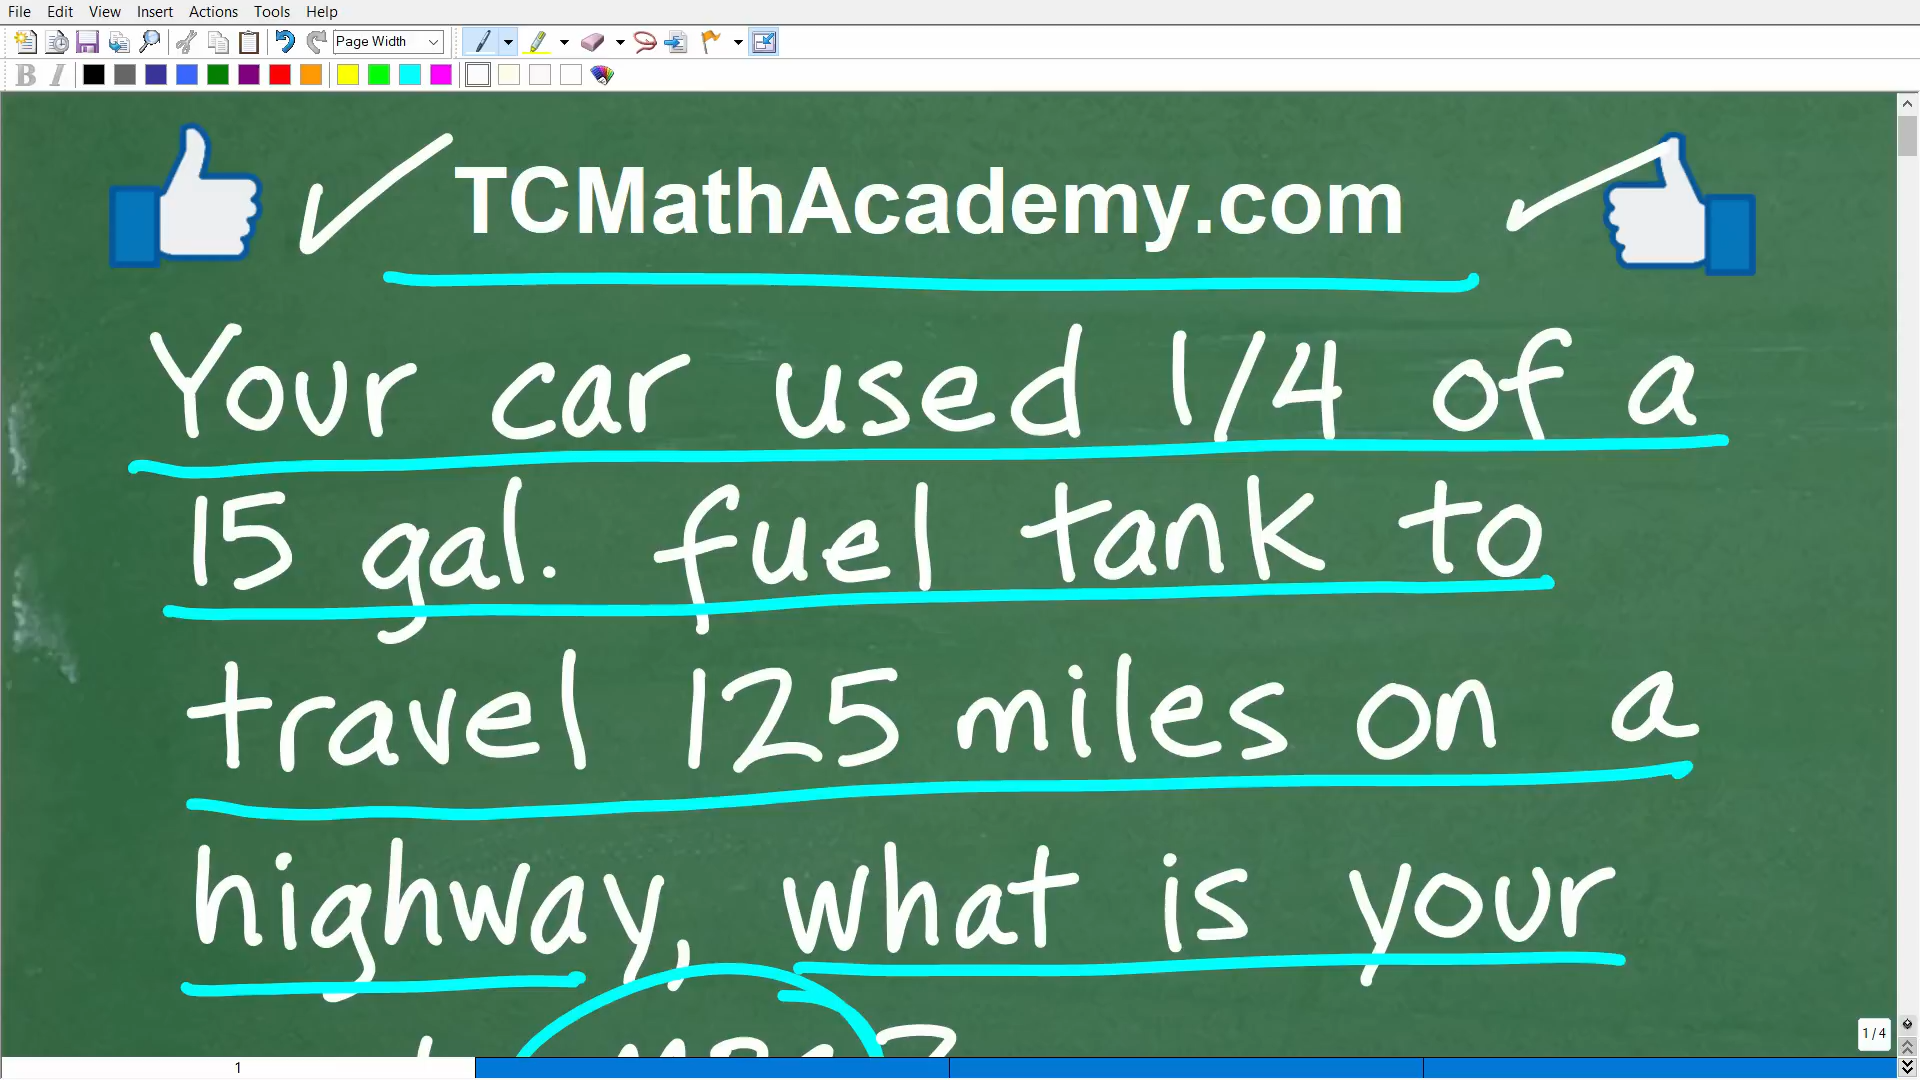 File Edit View Insert Actions Tools Help
Page Width
B I
TCMathAcademy.com
Your car used 1/4 of a
15 gal. fuel tank to
travel 125 miles on a
highway, what is your
1/4
1